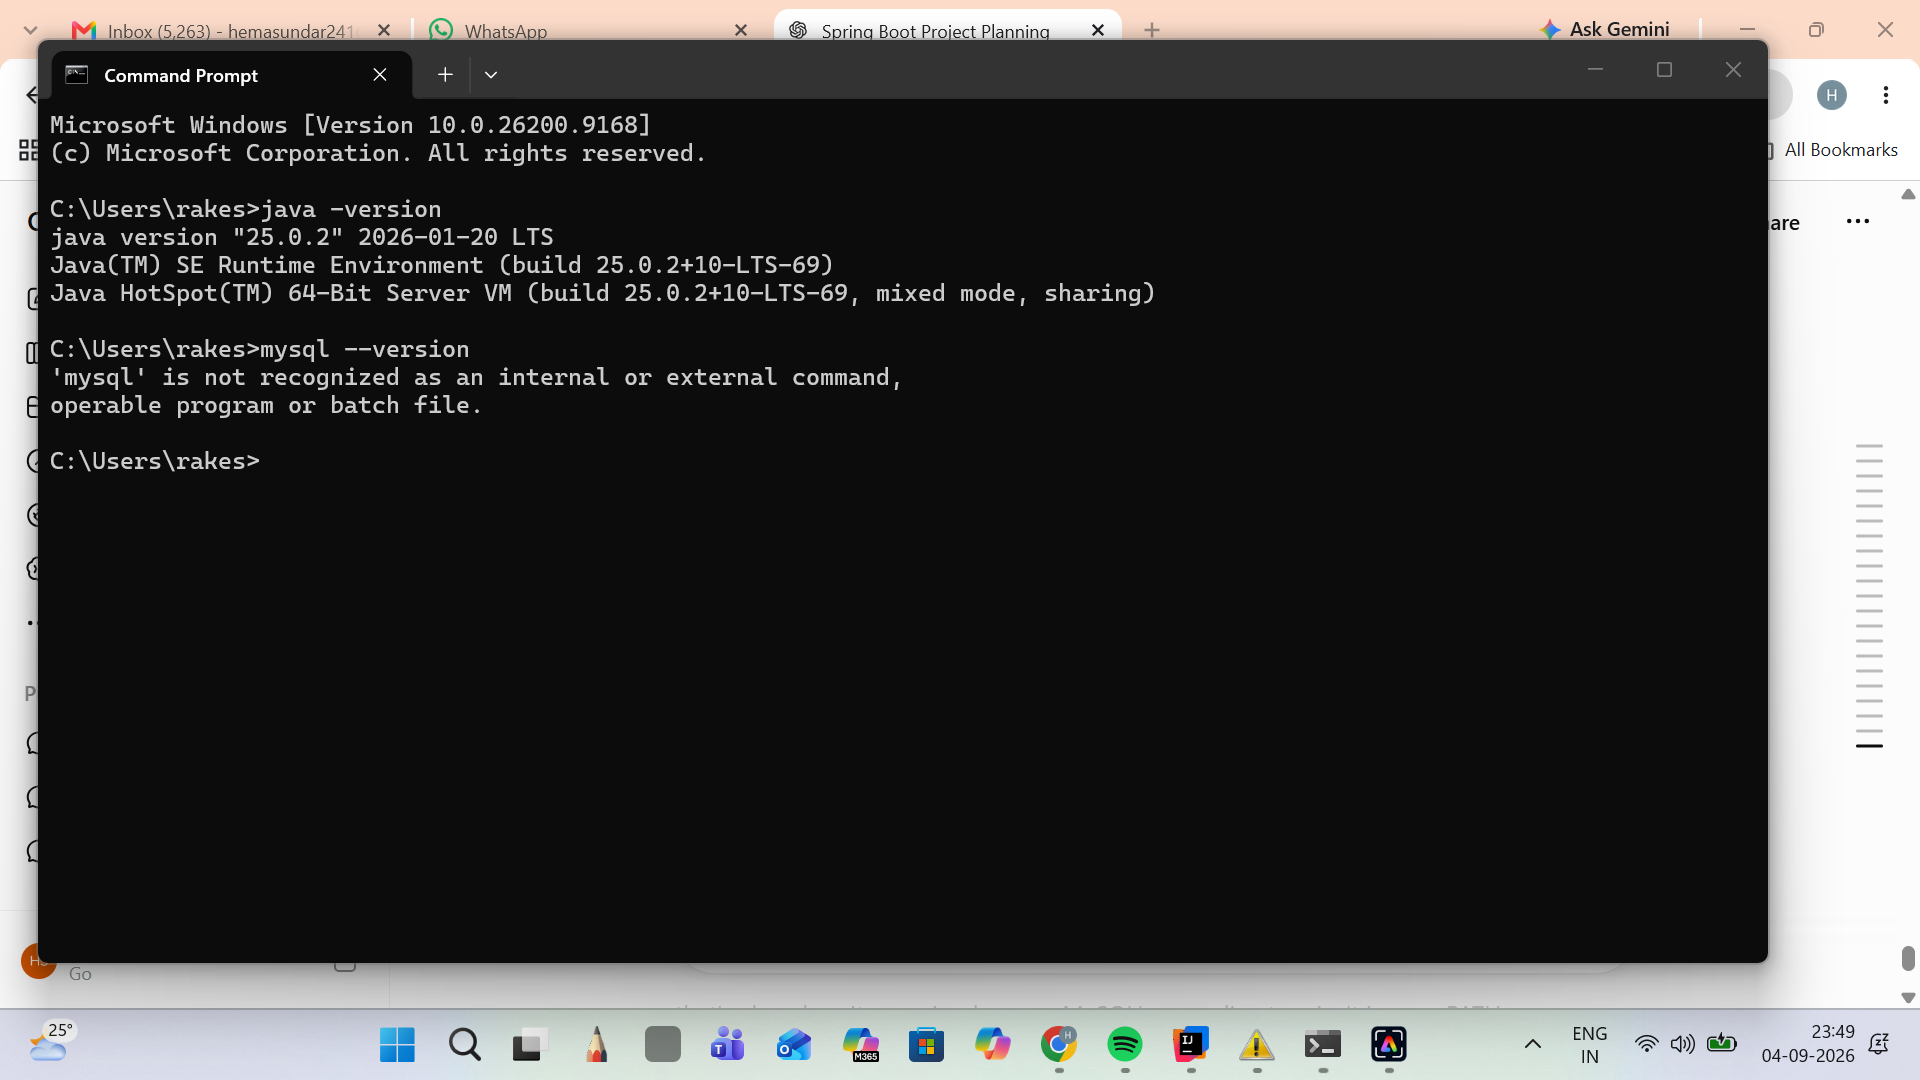 Inbox (5,263) - hemasundar241
WhatsApp
Spring Boot Project Planning
Ask Gemini
Command Prompt
H
All Bookmarks
Microsoft Windows [Version 10.0.26200.9168]
(c) Microsoft Corporation. All rights reserved.
C:\Users\rakes>java -version
java version "25.0.2" 2026-01-20 LTS
Java(TM) SE Runtime Environment (build 25.0.2+10-LTS-69)
Java HotSpot(TM) 64-Bit Server VM (build 25.0.2+10-LTS-69, mixed mode, sharing)
C:\Users\rakes>mysql --version
'mysql' is not recognized as an internal or external command,
operable program or batch file.
C:\Users\rakes>
Go
25°
M365
ENG
IN
23:49
04-09-2026